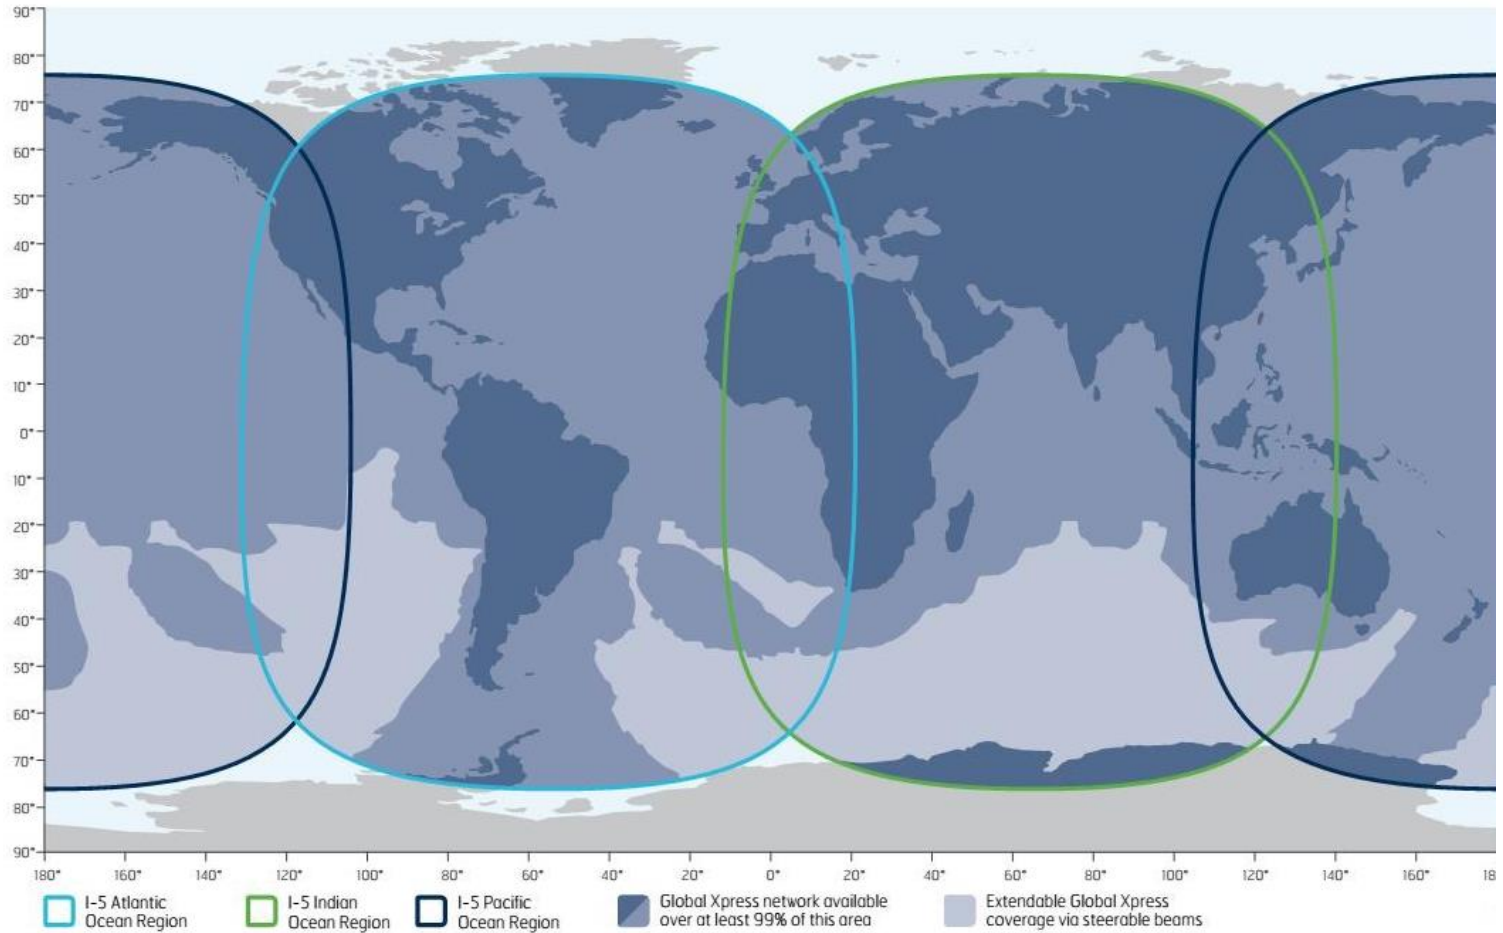 90°
80°
70°
60°
50°
40°
30°
20°
10°
0°
10°
20°
30°
40°
50°
60°
70°
80°
90°
180° 160° 140° 120° 100° 80° 60° 40° 20° 0° 20° 40° 60° 80° 100° 120° 140° 160°
I-5 Atlantic
Ocean Region
I-5 Indian
Ocean Region
I-5 Pacific
Ocean Region
Global Xpress network available
over at least 99% of this area
Extendable Global Xpress
coverage via steerable beams